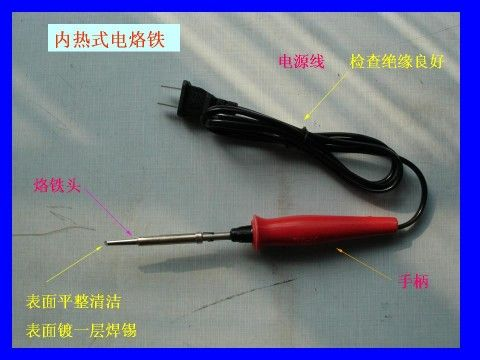 内热式电烙铁
电源线
检查绝缘良好
烙铁头
手柄
表面平整清洁
表面镀一层焊锡